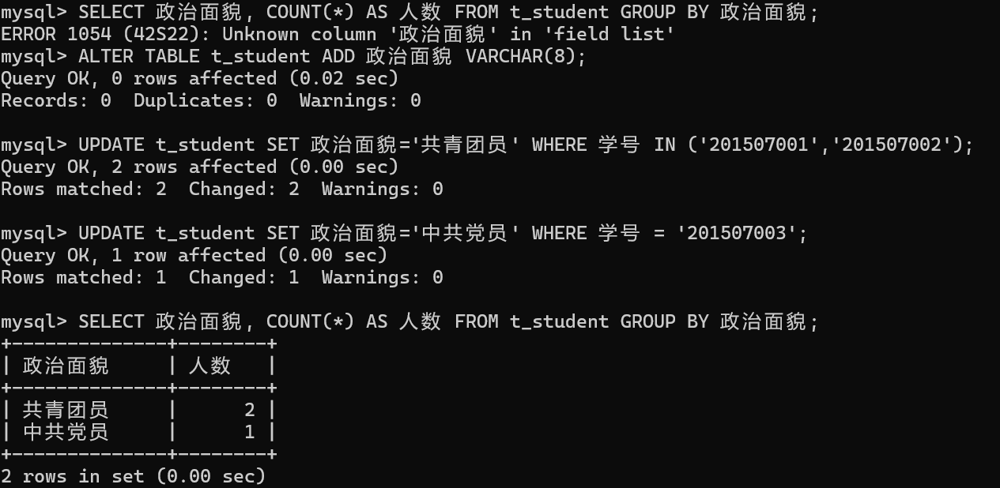 mysql> SELECT 政治面貌, COUNT(*) AS 人数 FROM t_student GROUP BY 政治面貌;
ERROR 1054 (42S22): Unknown column '政治面貌' in 'field list'
mysql> ALTER TABLE t_student ADD 政治面貌 VARCHAR(8);
Query OK, 0 rows affected (0.02 sec)
Records: 0  Duplicates: 0  Warnings: 0

mysql> UPDATE t_student SET 政治面貌='共青团员' WHERE 学号 IN ('201507001','201507002');
Query OK, 2 rows affected (0.00 sec)
Rows matched: 2  Changed: 2  Warnings: 0

mysql> UPDATE t_student SET 政治面貌='中共党员' WHERE 学号 = '201507003';
Query OK, 1 row affected (0.00 sec)
Rows matched: 1  Changed: 1  Warnings: 0

mysql> SELECT 政治面貌, COUNT(*) AS 人数 FROM t_student GROUP BY 政治面貌;
+--------------+--------+
| 政治面貌     | 人数   |
+--------------+--------+
| 共青团员     |      2 |
| 中共党员     |      1 |
+--------------+--------+
2 rows in set (0.00 sec)